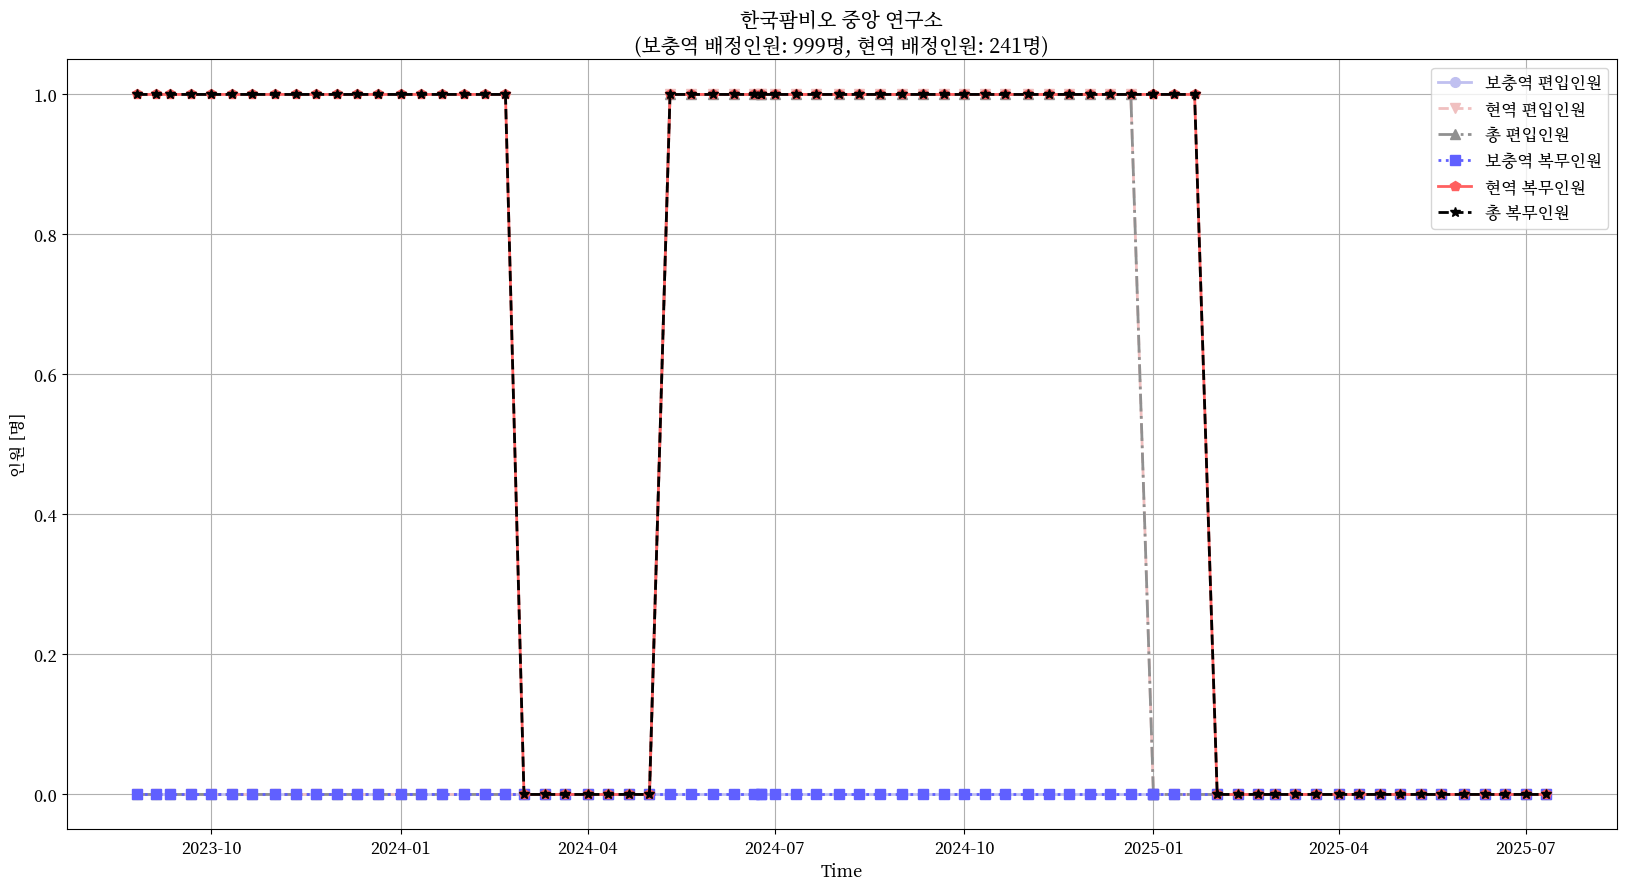 한국팜비오 중앙 연구소
(보충역 배정인원: 999명, 현역 배정인원: 241명)
인원 [명]
1.0
0.8
0.6
0.4
0.2
0.0
보충역 편입인원
현역 편입인원
총 편입인원
보충역 복무인원
현역 복무인원
총 복무인원
2023-10
2024-01
2024-04
2024-07
2024-10
2025-01
2025-04
2025-07
Time